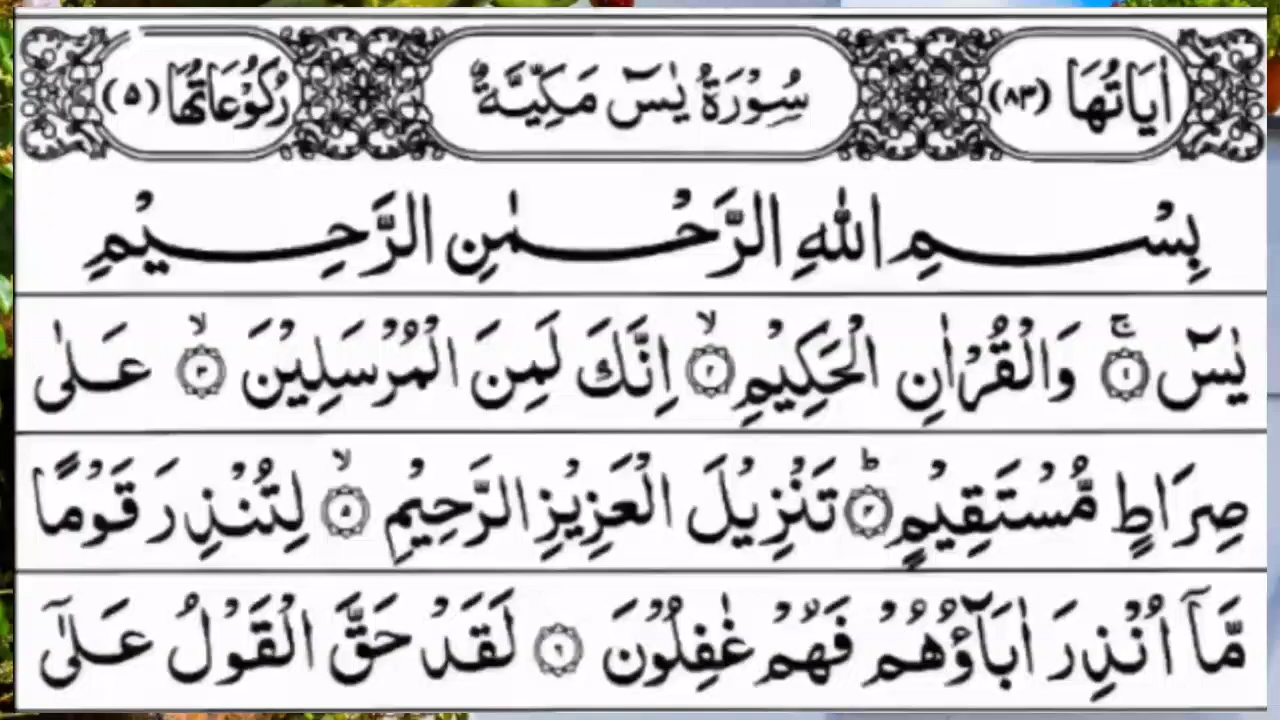 اٰيَاتُهَا (٨٣) سُوْرَةُ يٰسٓ مَكِّيَّةٌ رُكُوْعَاتُهَا (٥)
بِسْمِ اللهِ الرَّحْمٰنِ الرَّحِيْمِ
يٰسٓ ۚ﴿١﴾ وَالْقُرْاٰنِ الْحَكِيْمِ ۙ﴿٢﴾ اِنَّكَ لَمِنَ الْمُرْسَلِيْنَ ۙ﴿٣﴾ عَلٰى
صِرَاطٍ مُّسْتَقِيْمٍ ؕ﴿٤﴾ تَنْزِيْلَ الْعَزِيْزِ الرَّحِيْمِ ۙ﴿٥﴾ لِتُنْذِرَ قَوْمًا
مَّاۤ اُنْذِرَ اٰبَآؤُهُمْ فَهُمْ غٰفِلُوْنَ ﴿٦﴾ لَقَدْ حَقَّ الْقَوْلُ عَلٰٓى